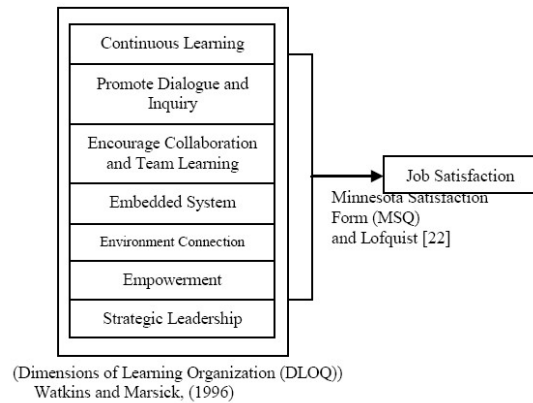 Continuous Learning
Promote Dialogue and
Inquiry
Encourage Collaboration
and Team Learning
Embedded System
Environment Connection
Empowerment
Strategic Leadership
(Dimensions of Learning Organization (DLOQ))
Watkins and Marsick, (1996)
Job Satisfaction
Minnesota Satisfaction
Form (MSQ)
and Lofquist [22]